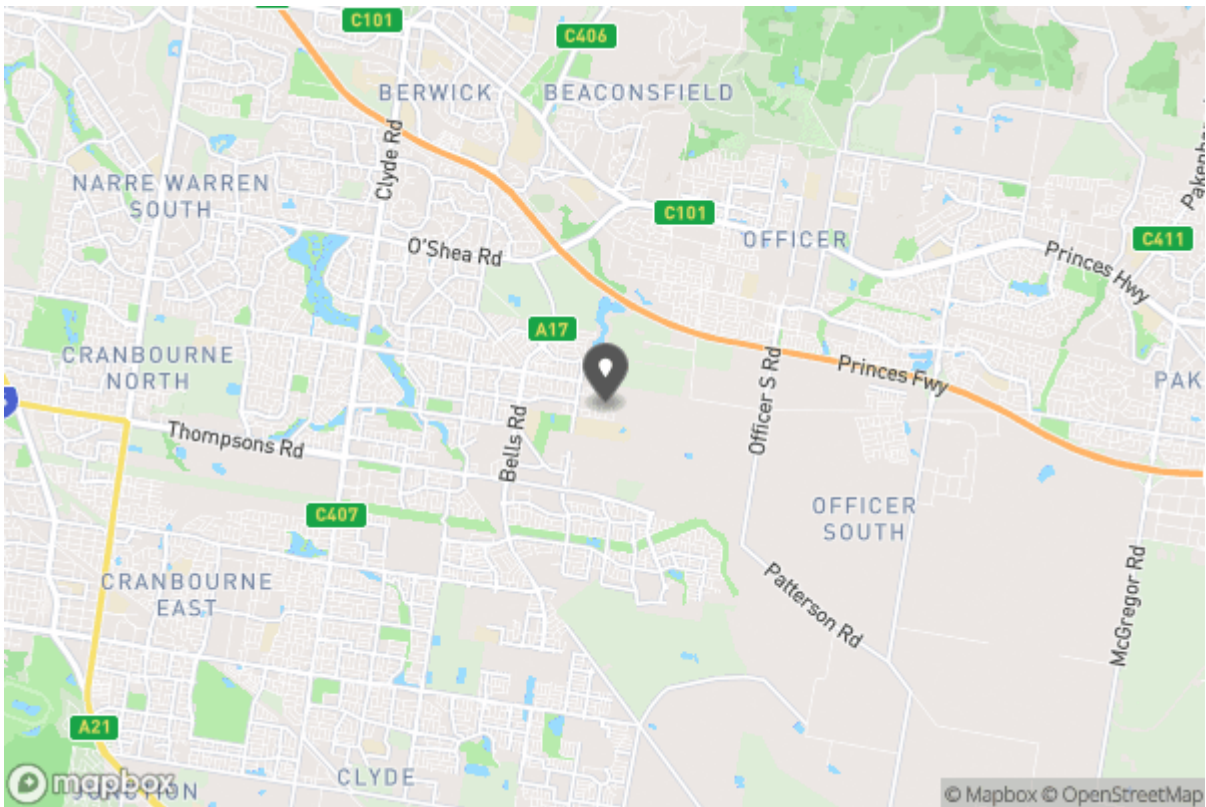 C101
C406
BERWICK
BEACONSFIELD
Clyde Rd
NARRE WARREN
SOUTH
C101
OFFICER
C411
O'Shea Rd
Princes Hwy
A17
CRANBOURNE
NORTH
Princes Fwy
PAK
Officer S Rd
Bells Rd
Thompsons Rd
C407
OFFICER
SOUTH
CRANBOURNE
EAST
Patterson Rd
McGregor Rd
A21
CLYDE
mapbox
JUNCTION
© Mapbox © OpenStreetMap